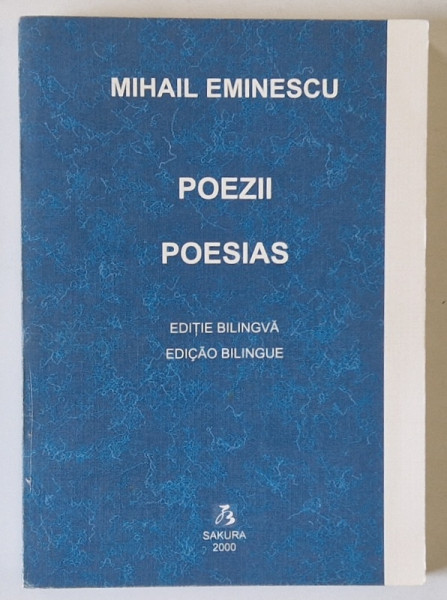 MIHAIL EMINESCU
POEZII
POESIAS
EDIȚIE BILINGVĂ
EDIÇÃO BILINGUE
SAKURA
2000